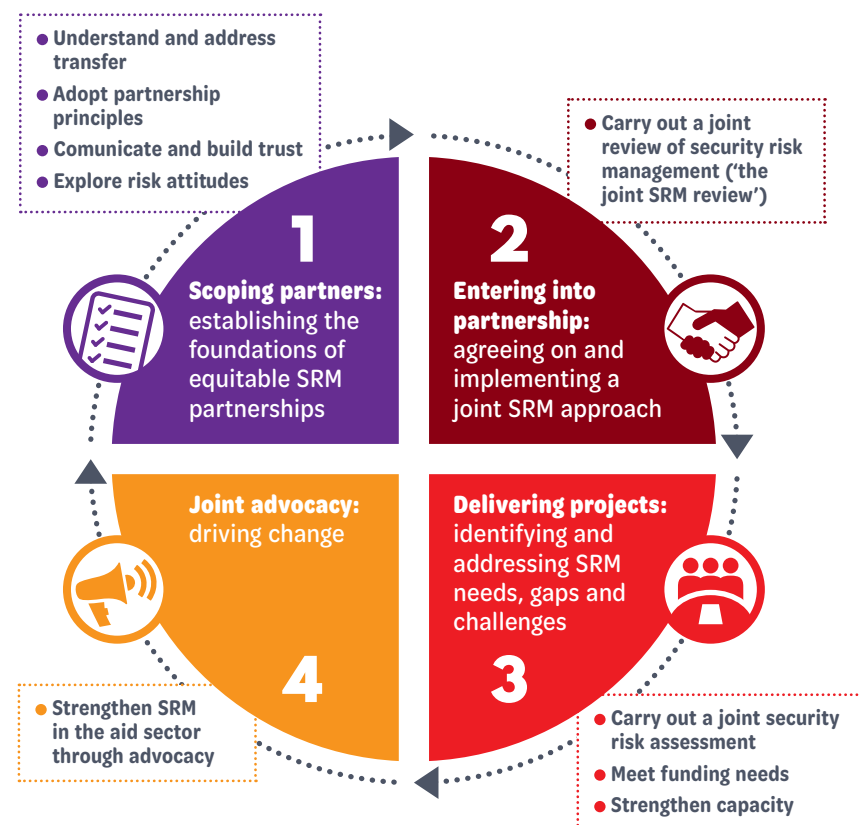 ● Understand and address
transfer
● Adopt partnership
principles
● Comunicate and build trust
● Explore risk attitudes
1
Scoping partners:
establishing the
foundations of
equitable SRM
partnerships
● Carry out a joint
review of security risk
management (‘the
joint SRM review’)
2
Entering into
partnership:
agreeing on and
implementing a
joint SRM approach
Delivering projects:
identifying and
addressing SRM
needs, gaps and
challenges
3
● Carry out a joint security
risk assessment
● Meet funding needs
● Strengthen capacity
Joint advocacy:
driving change
4
● Strengthen SRM
in the aid sector
through advocacy